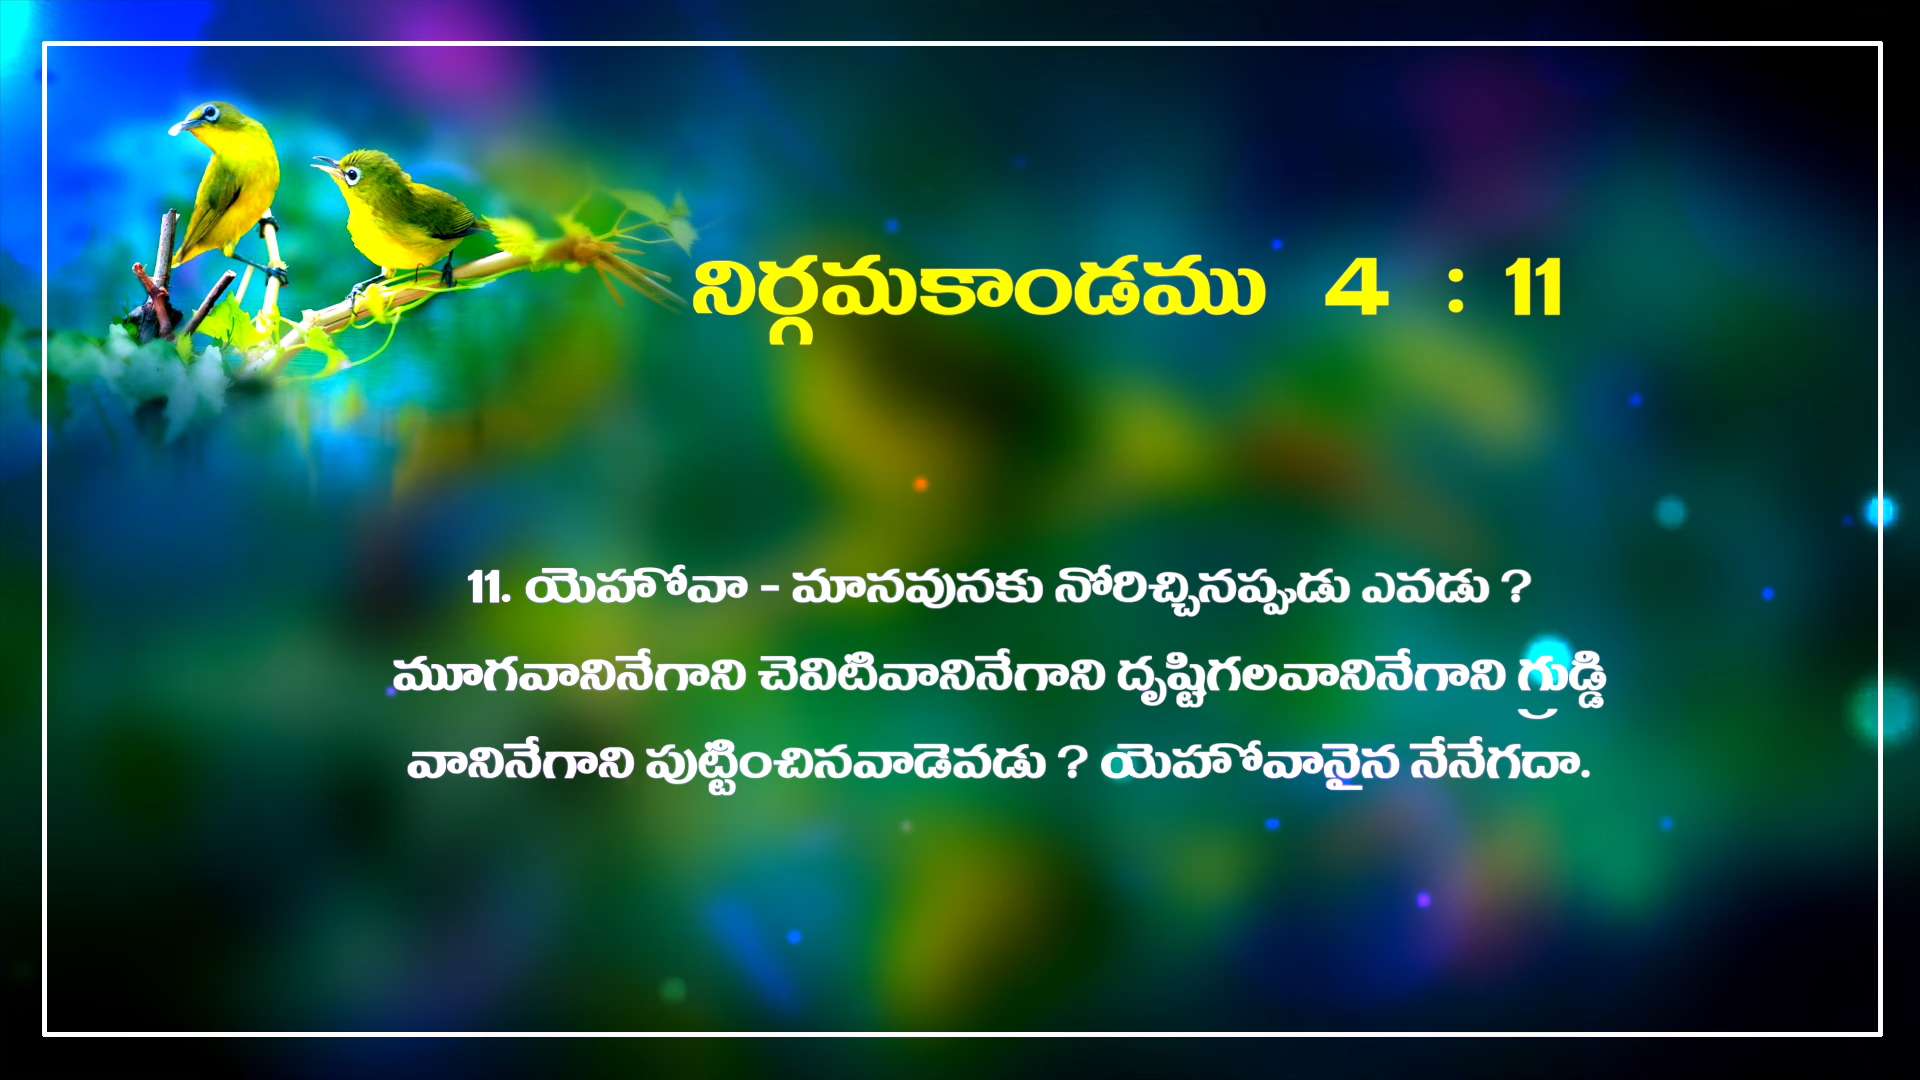 నిర్గమకాండము 4 : 11
11. యెహోవా - మానవునకు నోరిచ్చినప్పుడు ఎవడు ?
మూగవానినేగాని చెవిటివానినేగాని దృష్టిగలవానినేగాని గ్రుడ్డి
వానినేగాని పుట్టించినవాడెవడు ? యెహోవానైన నేనేగదా.